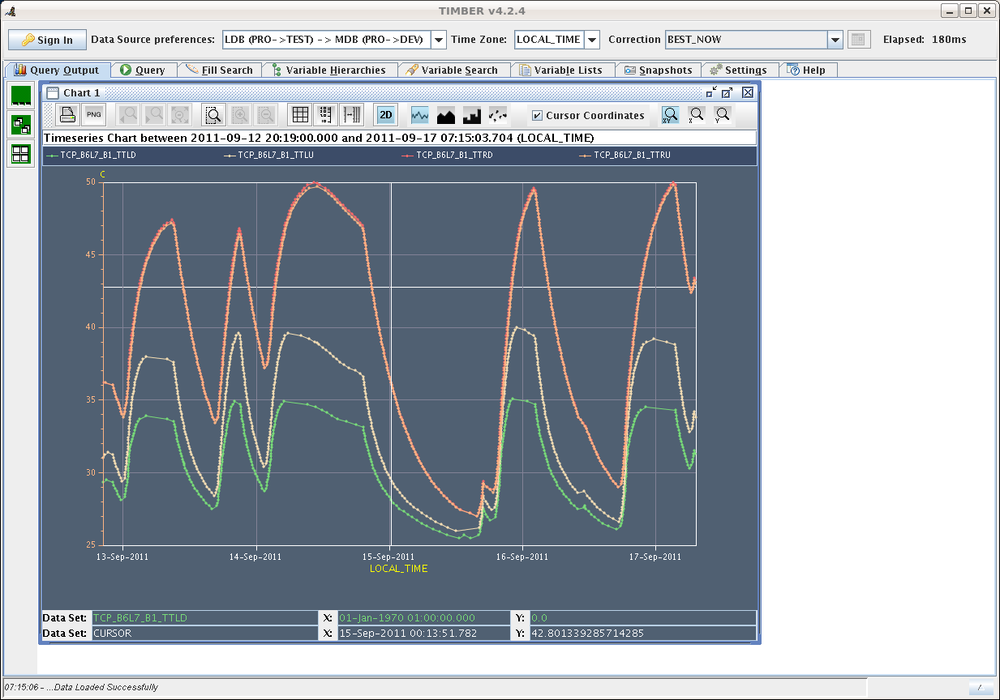 TIMBER v4.2.4
Sign In Data Source preferences: LDB (PRO->TEST) -> MDB (PRO->DEV) Time Zone: LOCAL_TIME Correction BEST_NOW Elapsed: 180ms
Query Output Query Fill Search Variable Hierarchies Variable Search Variable Lists Snapshots Settings Help
Chart 1
PNG 2D Cursor Coordinates XY X Y
Timeseries Chart between 2011-09-12 20:19:00.000 and 2011-09-17 07:15:03.704 (LOCAL_TIME)
TCP_B6L7_B1_TTLD TCP_B6L7_B1_TTLU TCP_B6L7_B1_TTRD TCP_B6L7_B1_TTRU
C
50
45
40
35
30
25
13-Sep-2011 14-Sep-2011 15-Sep-2011 16-Sep-2011 17-Sep-2011
LOCAL_TIME
Data Set: TCP_B6L7_B1_TTLD X: 01-Jan-1970 01:00:00.000 Y: 0.0
Data Set: CURSOR X: 15-Sep-2011 00:13:51.782 Y: 42.801339285714285
07:15:06 - ...Data Loaded Successfully /